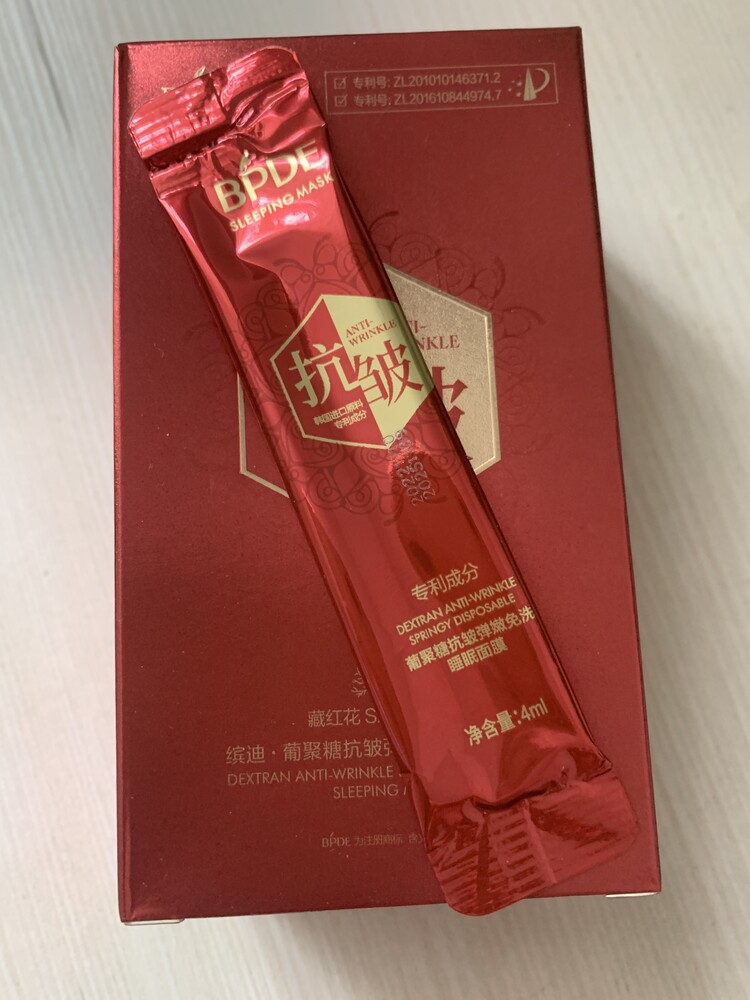 专利号: ZL201010146371.2
专利号: ZL201610844974.7
BPDE
SLEEPING MASK
ANTI-
WRINKLE
抗皱
韩国进口原料
专利成分
专利成分
DEXTRAN ANTI-WRINKLE
SPRINGY DISPOSABLE
葡聚糖抗皱弹嫩免洗
睡眠面膜
净含量:4ml
藏红花 S
缤迪·葡聚糖抗皱弹
DEXTRAN ANTI-WRINKLE
SLEEPING
BPDE 为注册商标